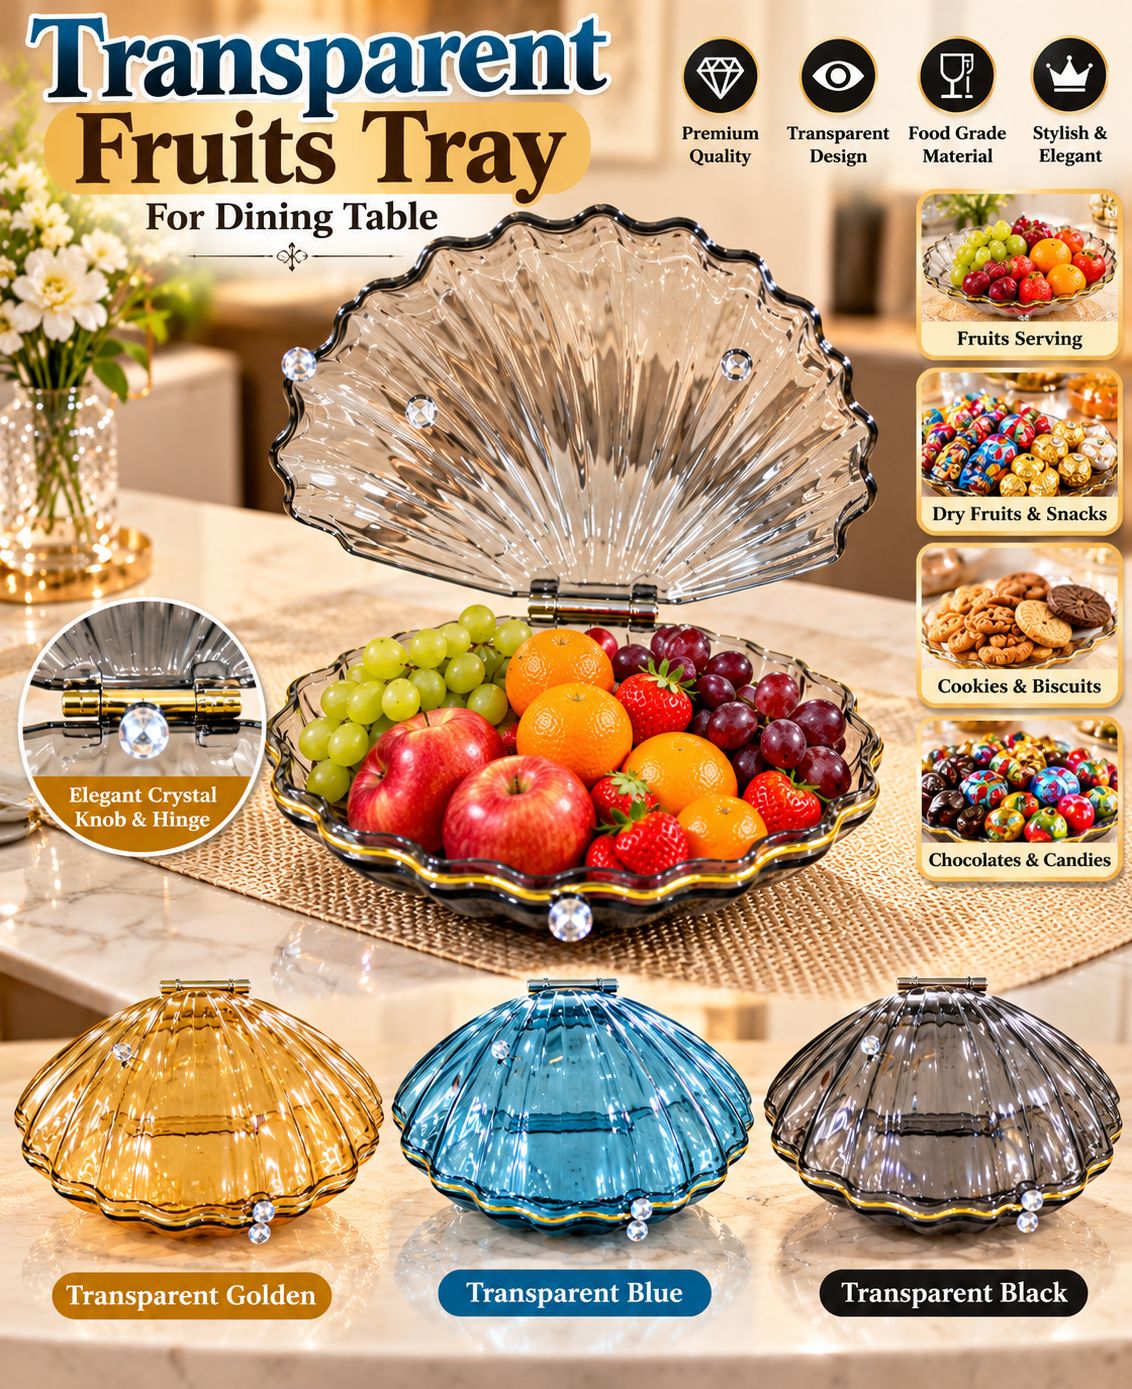 Transparent
Fruits Tray
For Dining Table
Premium
Quality
Transparent
Design
Food Grade
Material
Stylish &
Elegant
Fruits Serving
Dry Fruits & Snacks
Cookies & Biscuits
Chocolates & Candies
Elegant Crystal
Knob & Hinge
Transparent Golden
Transparent Blue
Transparent Black